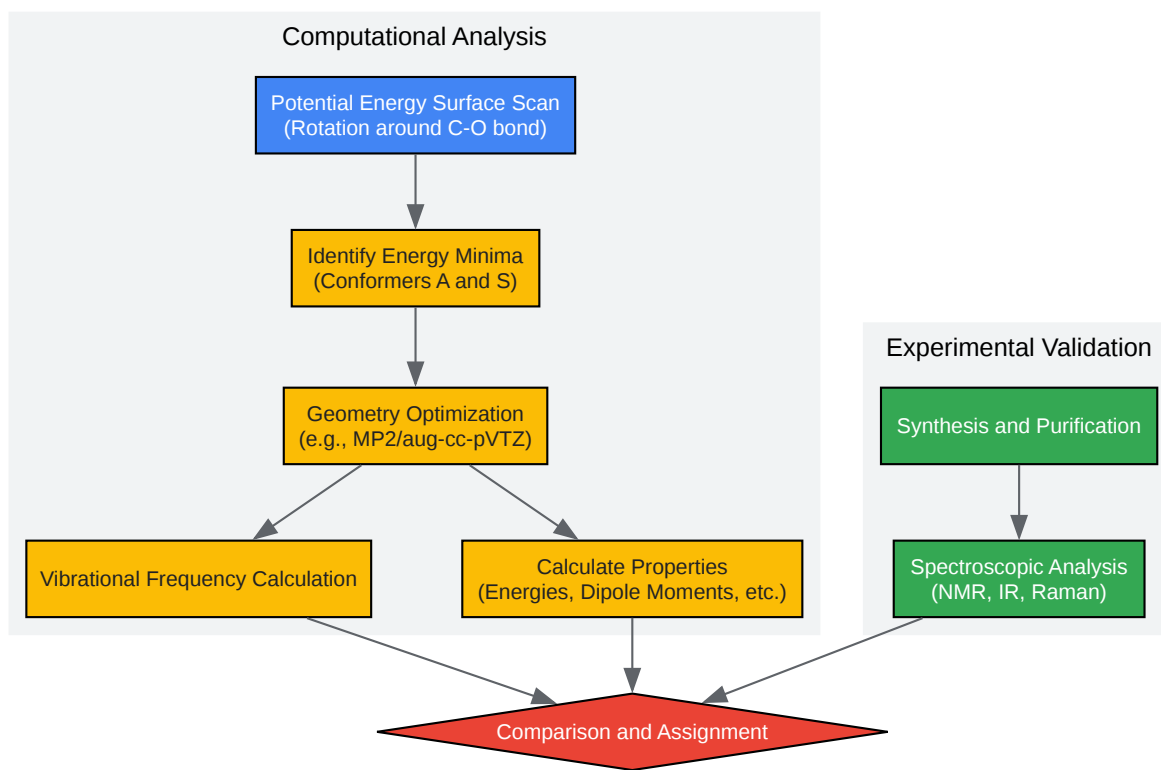 Computational Analysis
Potential Energy Surface Scan
(Rotation around C-O bond)
Identify Energy Minima
(Conformers A and S)
Geometry Optimization
(e.g., MP2/aug-cc-pVTZ)
Vibrational Frequency Calculation
Calculate Properties
(Energies, Dipole Moments, etc.)
Experimental Validation
Synthesis and Purification
Spectroscopic Analysis
(NMR, IR, Raman)
Comparison and Assignment